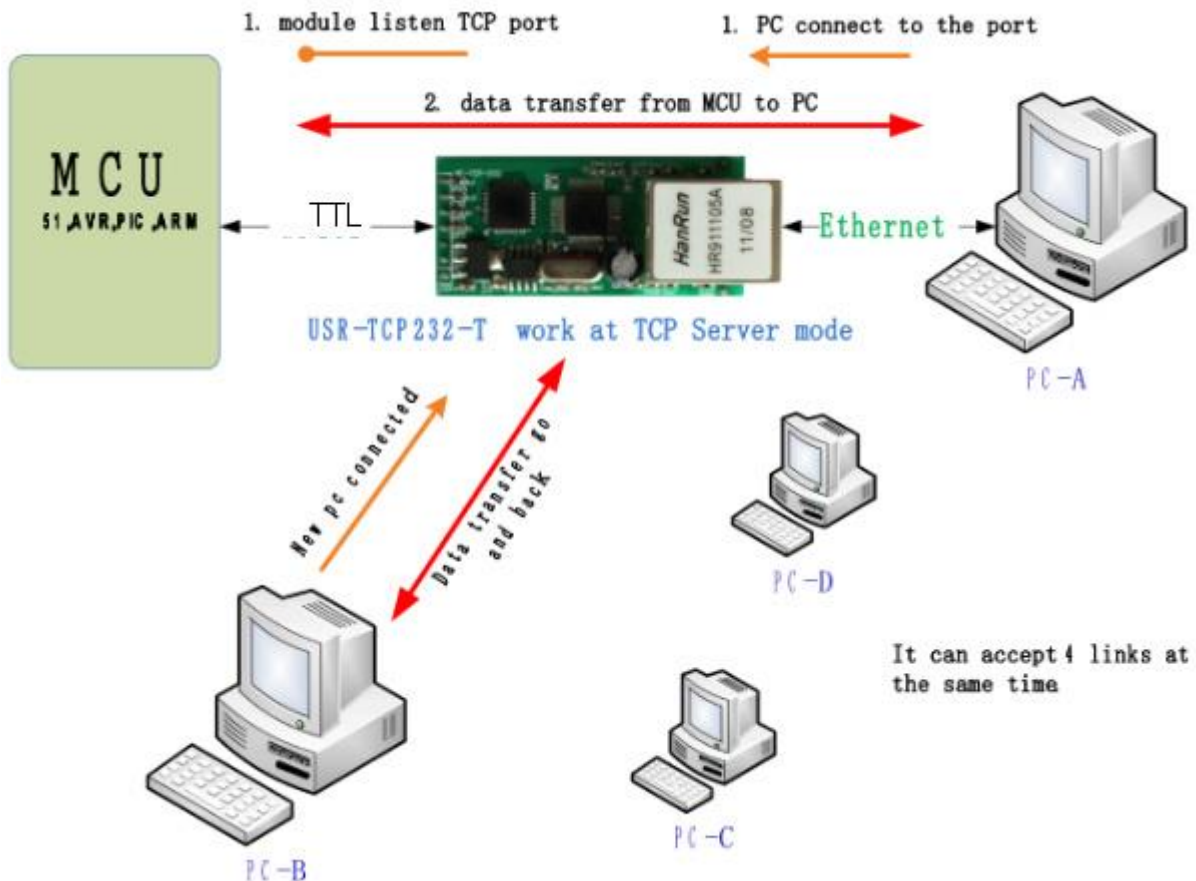 1. module listen TCP port
1. PC connect to the port
2. data transfer from MCU to PC
MCU
51,AVR,PIC,ARM
TTL
HanRun
HR911105A
11/08
Ethernet
USR-TCP232-T work at TCP Server mode
PC-A
New pc connected
Data transfer go
and back
PC-D
It can accept 4 links at
the same time
PC-C
PC-B